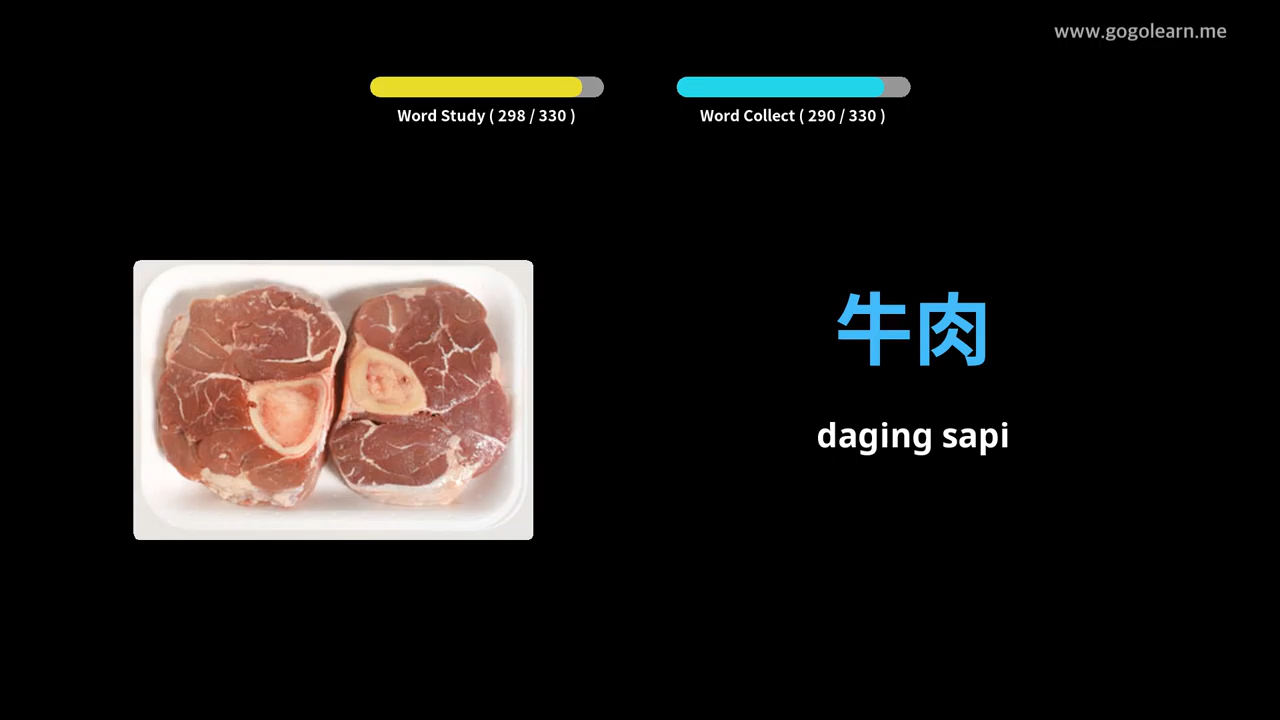 www.gogolearn.me
Word Study ( 298 / 330 )
Word Collect ( 290 / 330 )
牛肉
daging sapi